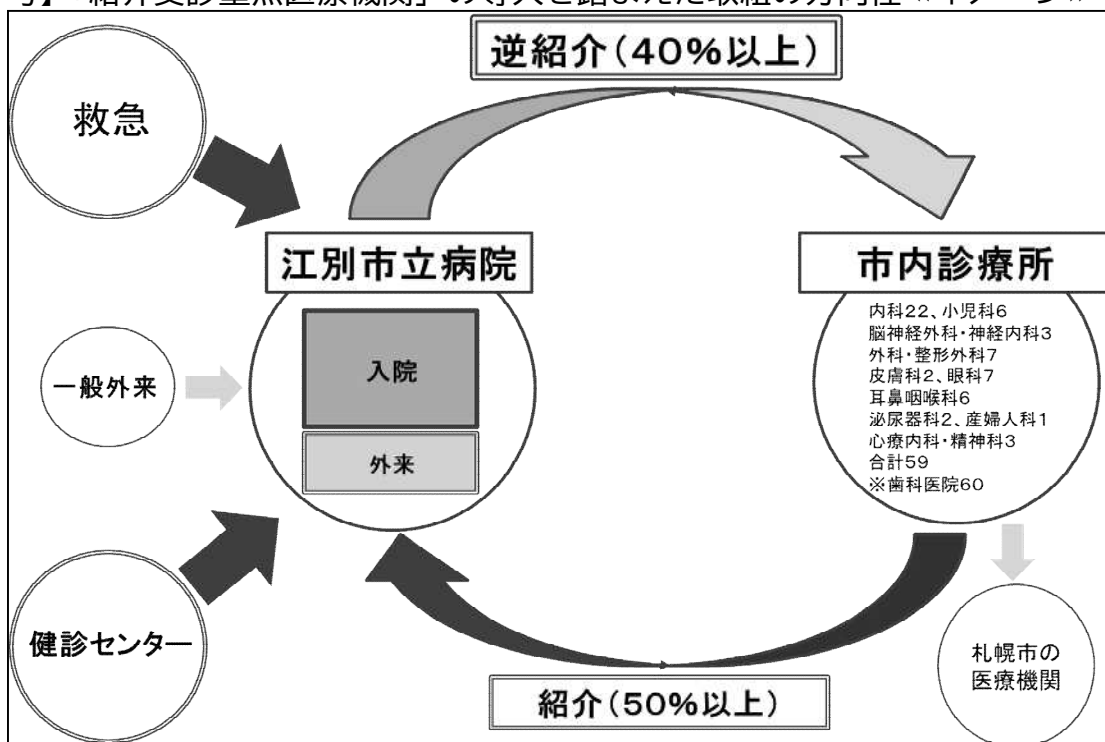 逆紹介(40%以上)
救急
江別市立病院
市内診療所
入院
外来
一般外来
内科22、小児科6
脳神経外科・神経内科3
外科・整形外科7
皮膚科2、眼科7
耳鼻咽喉科6
泌尿器科2、産婦人科1
心療内科・精神科3
合計59
※歯科医院60
健診センター
札幌市の
医療機関
紹介(50%以上)